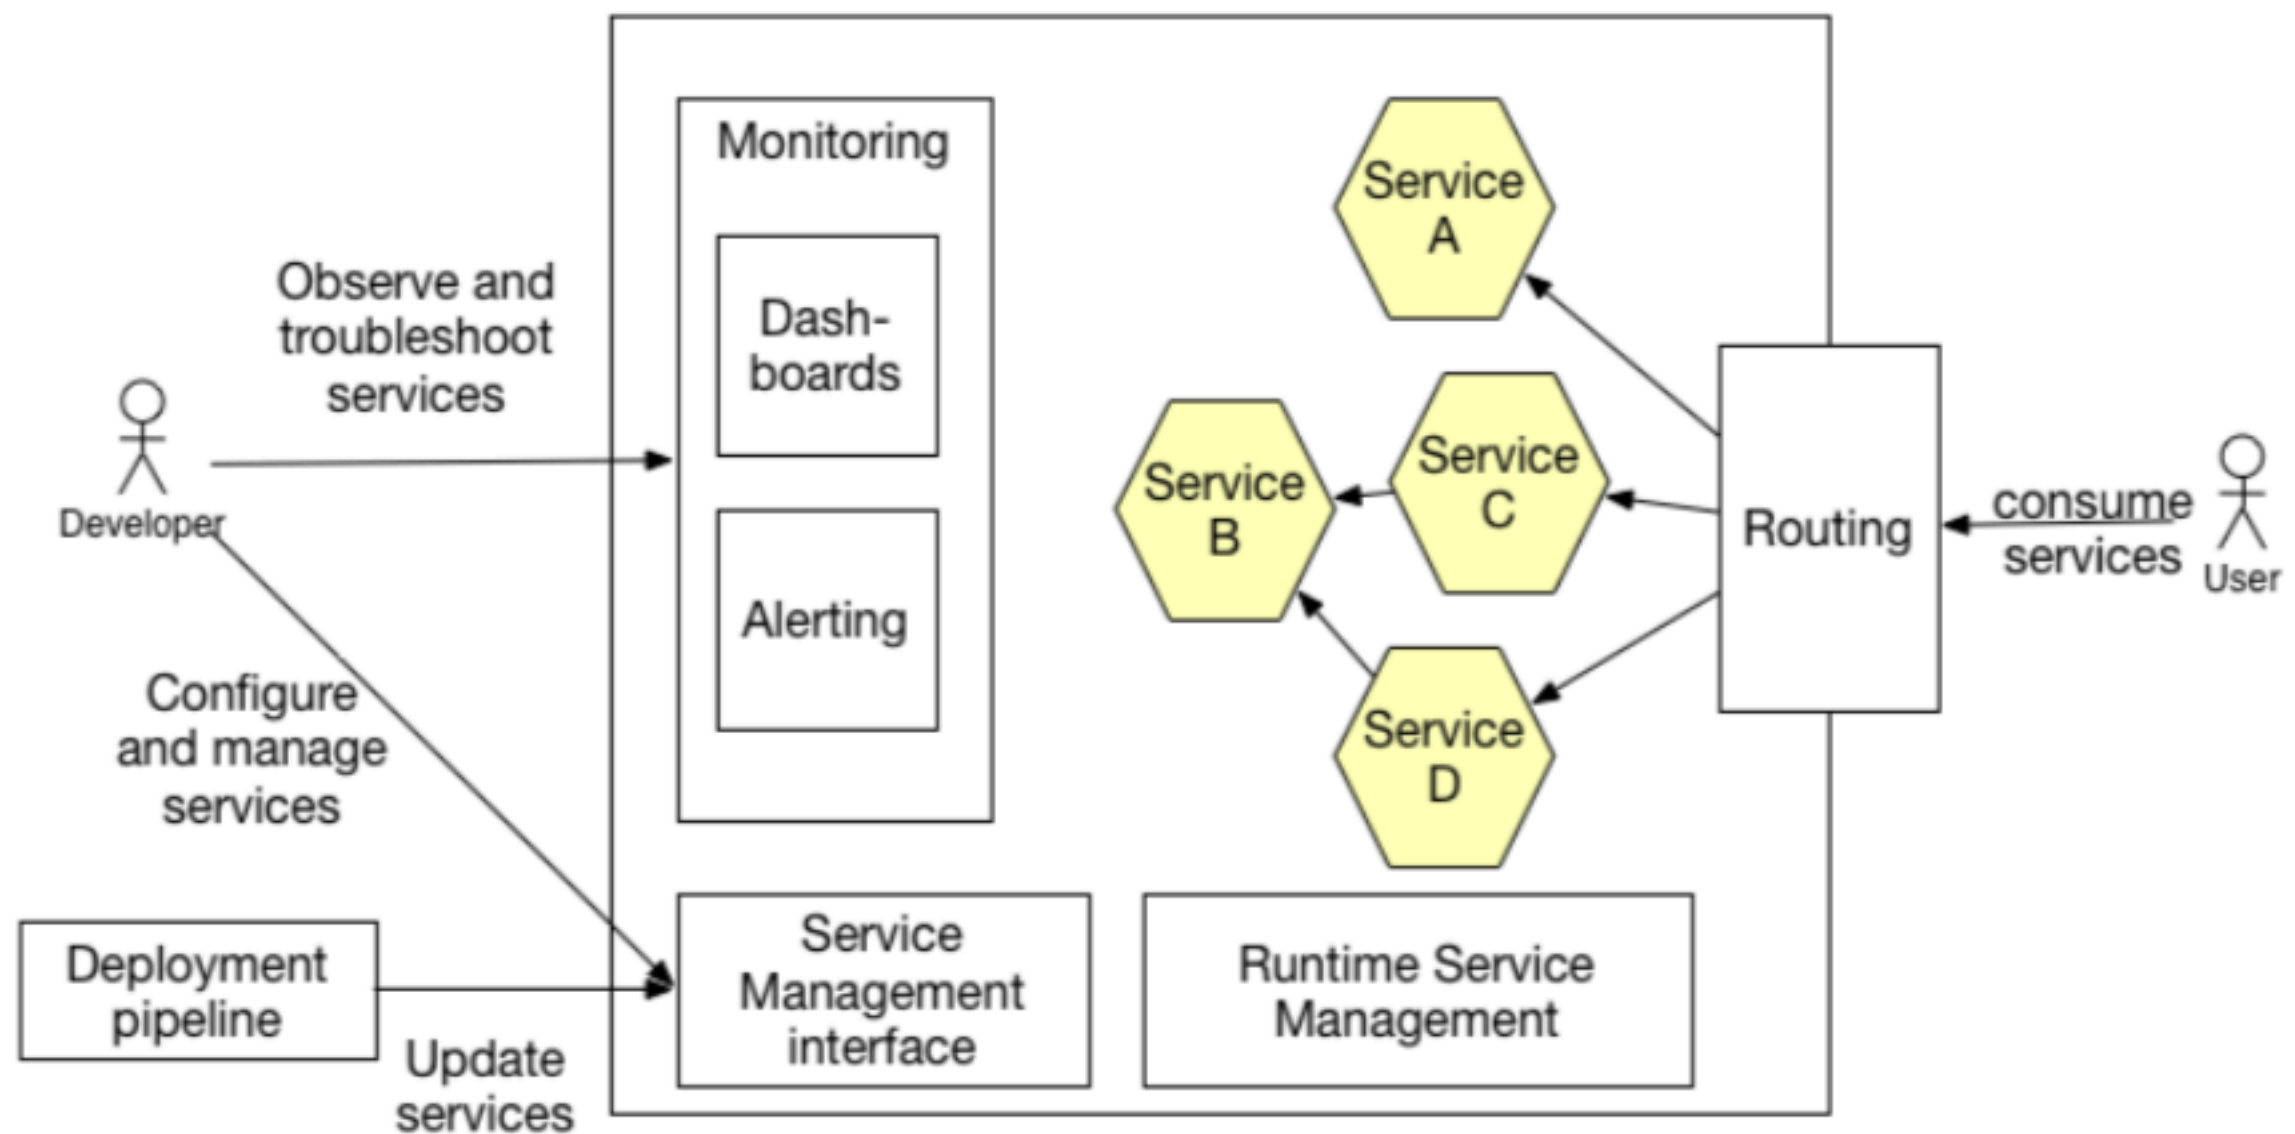 Monitoring
Dash-
boards
Alerting
Observe and
troubleshoot
services
Developer
Configure
and manage
services
Deployment
pipeline
Update
services
Service
Management
interface
Runtime Service
Management
Service
A
Service
B
Service
C
Service
D
Routing
consume
services
User